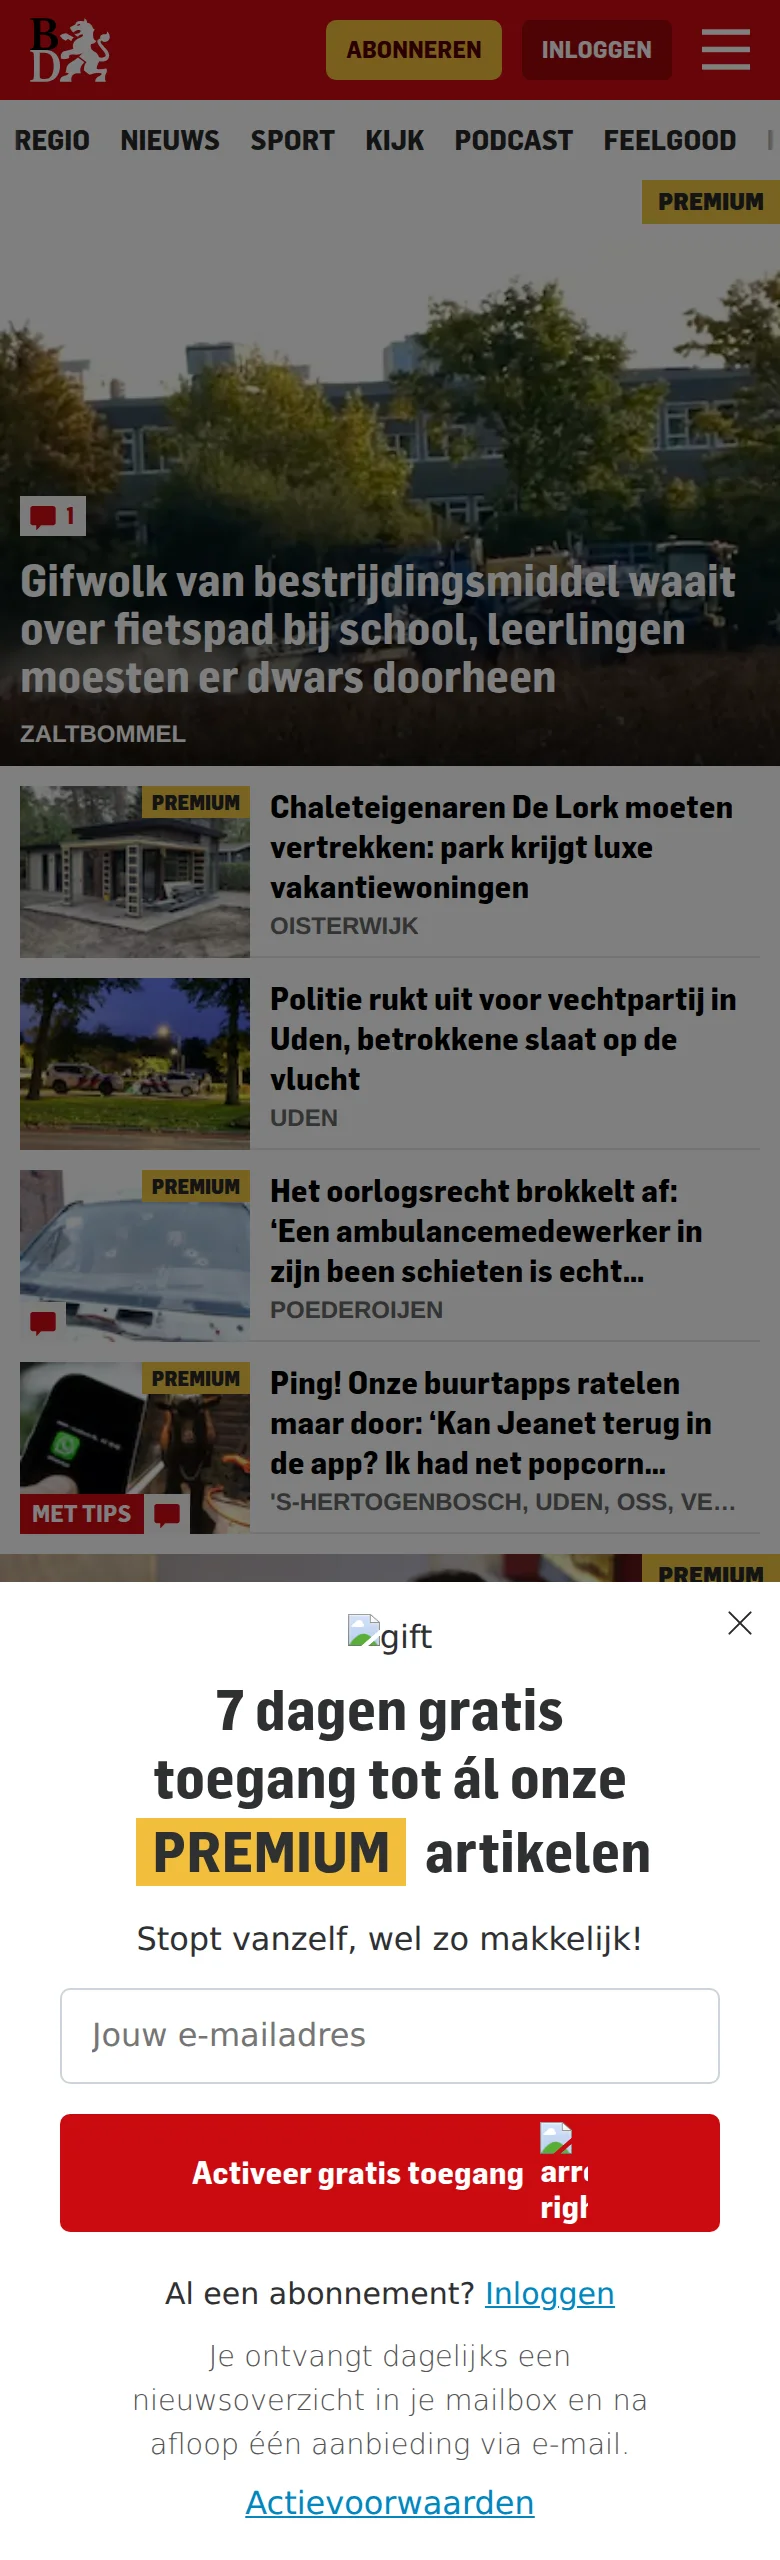 BD
ABONNEREN
INLOGGEN
REGIO NIEUWS SPORT KIJK PODCAST FEELGOOD
PREMIUM
1
Gifwolk van bestrijdingsmiddel waait
over fietspad bij school, leerlingen
moesten er dwars doorheen
ZALTBOMMEL
PREMIUM
Chaleteigenaren De Lork moeten
vertrekken: park krijgt luxe
vakantiewoningen
OISTERWIJK
Politie rukt uit voor vechtpartij in
Uden, betrokkene slaat op de
vlucht
UDEN
PREMIUM
Het oorlogsrecht brokkelt af:
‘Een ambulancemedewerker in
zijn been schieten is echt...
POEDEROIJEN
PREMIUM
MET TIPS
Ping! Onze buurtapps ratelen
maar door: ‘Kan Jeanet terug in
de app? Ik had net popcorn...
'S-HERTOGENBOSCH, UDEN, OSS, VE...
PREMIUM
gift
7 dagen gratis
toegang tot ál onze
PREMIUM artikelen
Stopt vanzelf, wel zo makkelijk!
Jouw e-mailadres
Activeer gratis toegang
Al een abonnement? Inloggen
Je ontvangt dagelijks een
nieuwsoverzicht in je mailbox en na
afloop één aanbieding via e-mail.
Actievoorwaarden